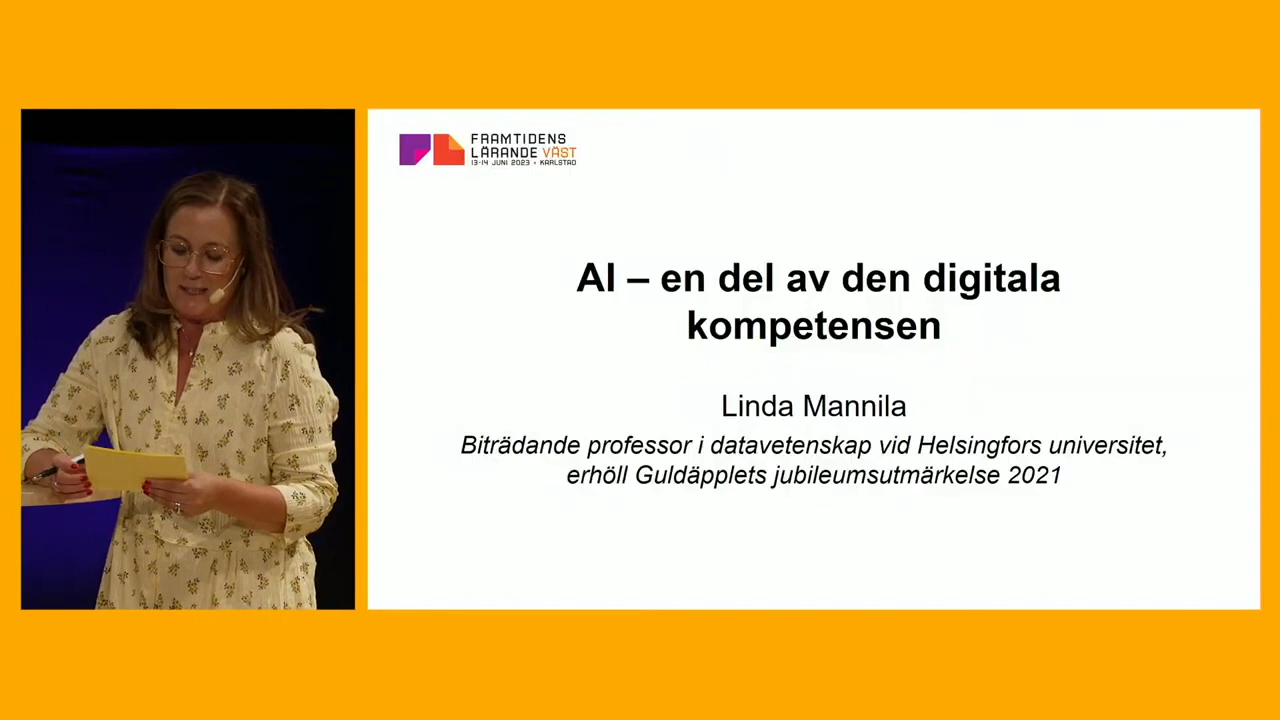 FRAMTIDENS
LÄRANDE VÄST
13-14 JUNI 2023 • KARLSTAD
AI – en del av den digitala
kompetensen
Linda Mannila
Biträdande professor i datavetenskap vid Helsingfors universitet,
erhöll Guldäpplets jubileumsutmärkelse 2021